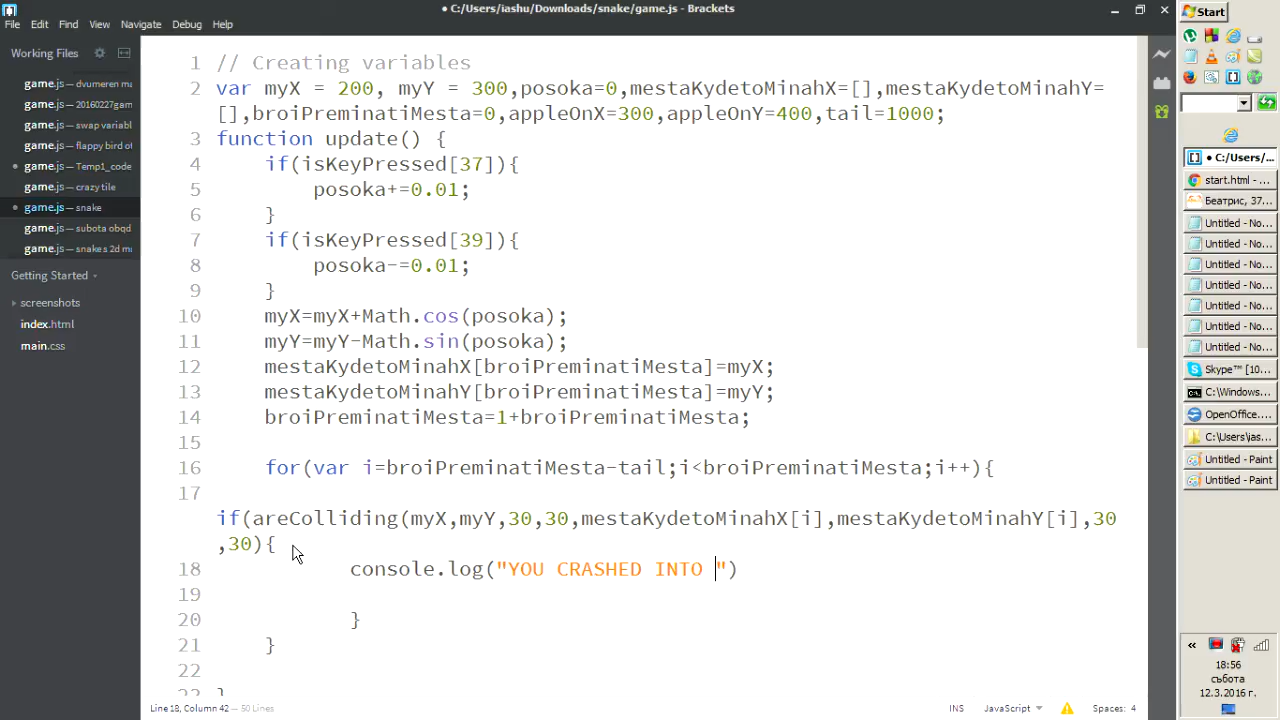 • C:/Users/iashu/Downloads/snake/game.js - Brackets
File Edit Find View Navigate Debug Help
Working Files
game.js — dvumeren ma
game.js — 20160227gam
game.js — swap variabl
game.js — flappy bird of
game.js — Temp1_code
game.js — crazy tile
game.js — snake
game.js — subota obqd
game.js — snake s 2d m
Getting Started
screenshots
index.html
main.css
1 // Creating variables
2 var myX = 200, myY = 300,posoka=0,mestaKydetoMinahX=[],mestaKydetoMinahY=
[],broiPreminatiMesta=0,appleOnX=300,appleOnY=400,tail=1000;
3 function update() {
4 if(isKeyPressed[37]){
5 posoka+=0.01;
6 }
7 if(isKeyPressed[39]){
8 posoka-=0.01;
9 }
10 myX=myX+Math.cos(posoka);
11 myY=myY-Math.sin(posoka);
12 mestaKydetoMinahX[broiPreminatiMesta]=myX;
13 mestaKydetoMinahY[broiPreminatiMesta]=myY;
14 broiPreminatiMesta=1+broiPreminatiMesta;
15
16 for(var i=broiPreminatiMesta-tail;i<broiPreminatiMesta;i++){
17
if(areColliding(myX,myY,30,30,mestaKydetoMinahX[i],mestaKydetoMinahY[i],30
,30){
18 console.log("YOU CRASHED INTO ")
19
20 }
21 }
22
23 }
Line 18, Column 42 — 50 Lines
INS JavaScript Spaces: 4
Start
• C:/Users/...
start.html - ...
Беатрис, 37...
Untitled - No...
Untitled - No...
Untitled - No...
Untitled - No...
Untitled - No...
Untitled - No...
Untitled - No...
Skype™ [10...
C:\Windows...
OpenOffice....
C:\Users\ias...
Untitled - Paint
Untitled - Paint
18:56
събота
12.3.2016 г.